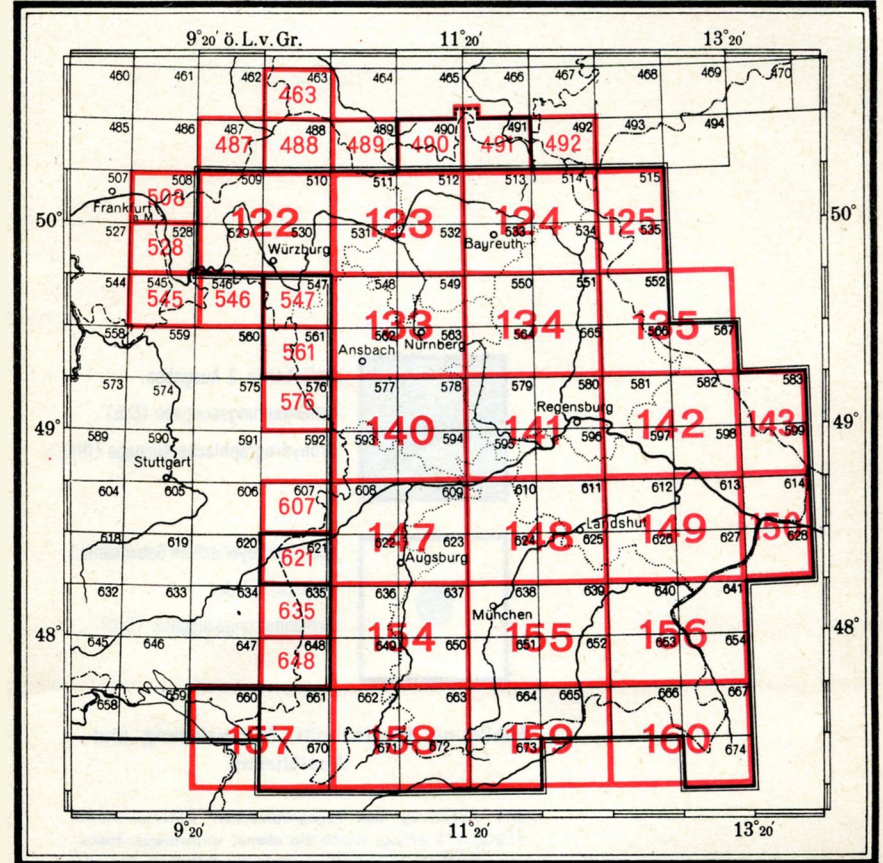 9°20' ö.L.v.Gr. 11°20' 13°20'
460 461 462 463 464 465 466 467 468 469 470
463
485 486 487 488 489 490 491 492 493 494
487 488 489 490 491 492
507 508 509 510 511 512 513 514 515
508
Frankfurt a.M.
50° 122 123 124 125 50°
527 528 529 530 531 532 533 534 535
528 Würzburg Bayreuth
544 545 546 547 548 549 550 551 552
545 546 547
133 134 135
558 559 560 561 562 563 564 565 566 567
561 Ansbach Nürnberg
573 574 575 576 577 578 579 580 581 582 583
576 Regensburg
49° 140 141 142 143 49°
589 590 591 592 593 594 595 596 597 598 599
Stuttgart
604 605 606 607 608 609 610 611 612 613 614
607
147 148 149 150
Landshut
618 619 620 621 622 623 624 625 626 627 628
621 Augsburg
632 633 634 635 636 637 638 639 640 641
635 München
48° 154 155 156 48°
645 646 647 648 649 650 651 652 653 654
648
658 659 660 661 662 663 664 665 666 667
157 158 159 160
670 671 672 673 674
9°20' 11°20' 13°20'